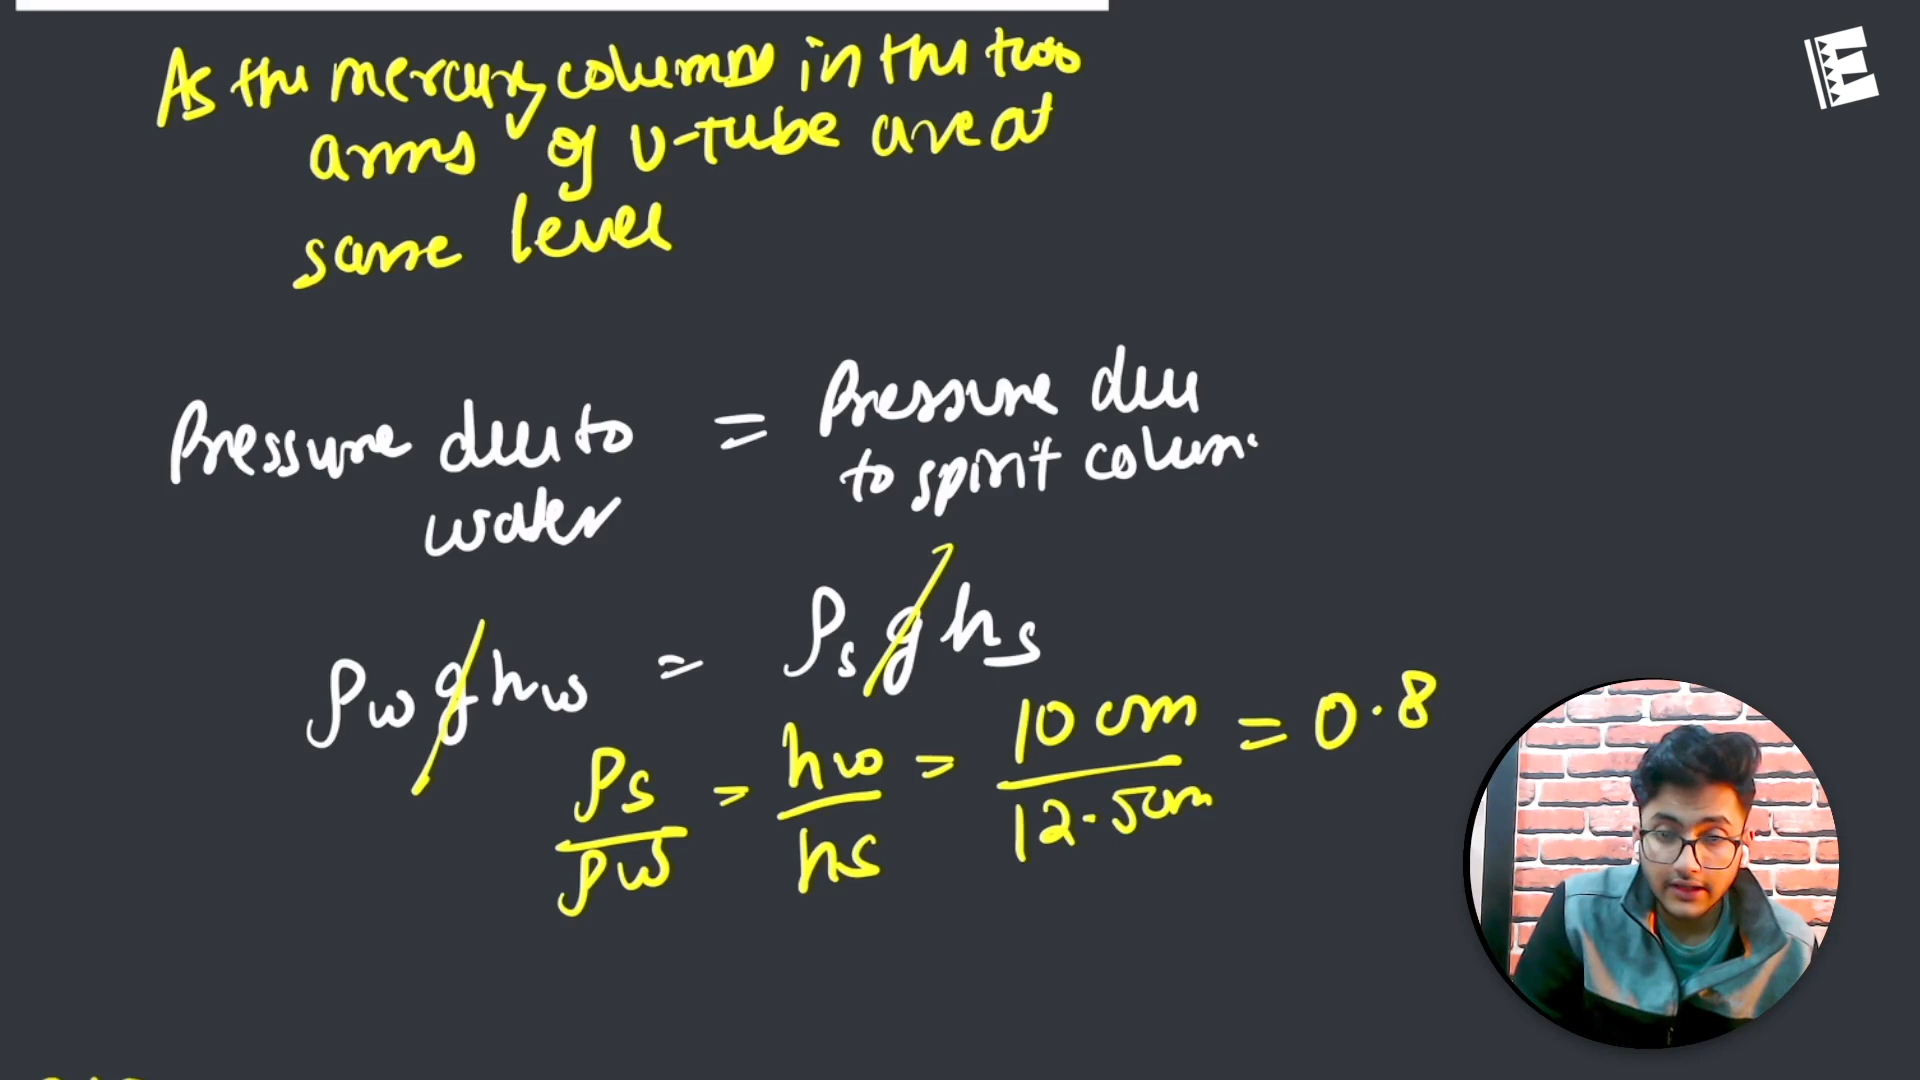 As the mercury column in the two
arms of U-TUBE are at
same level
Pressure due to = Pressure due
water to spirit colum
ρw g hw = ρs g hs
ρs/ρw = hw/hs = 10 cm/12.5cm = 0.8
E